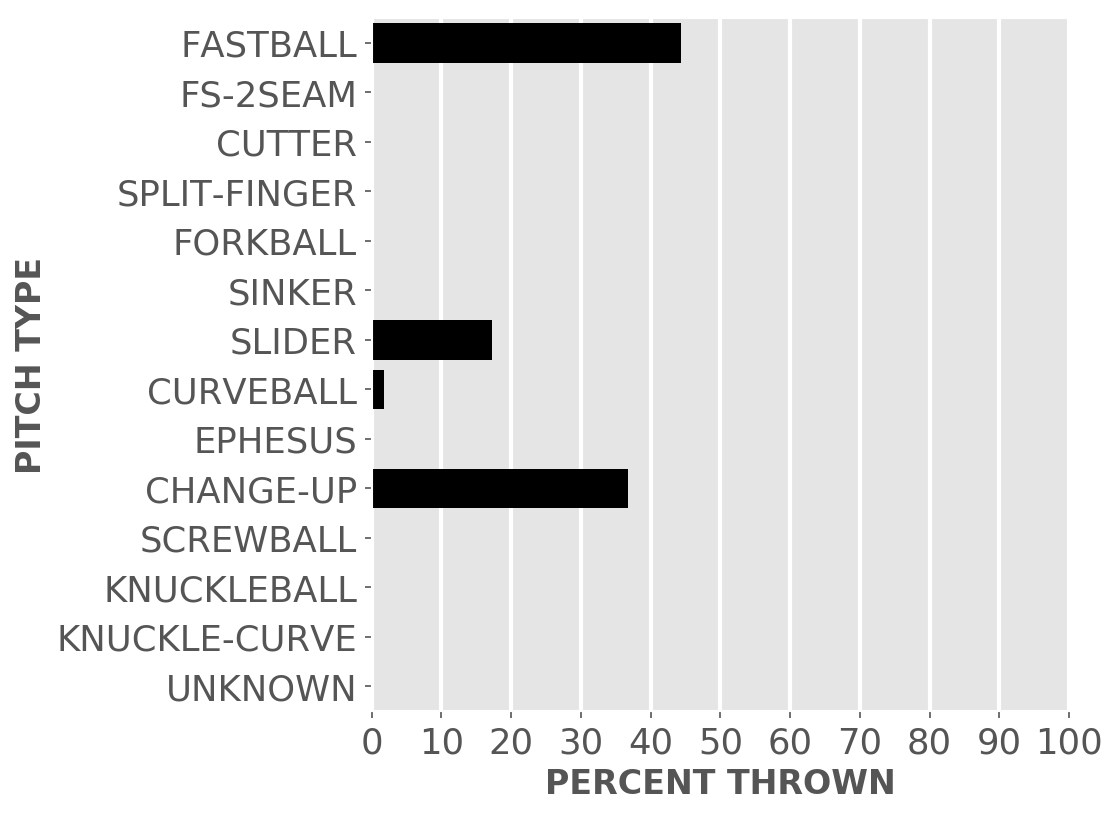 FASTBALL
FS-2SEAM
CUTTER
SPLIT-FINGER
FORKBALL
SINKER
SLIDER
CURVEBALL
EPHESUS
CHANGE-UP
SCREWBALL
KNUCKLEBALL
KNUCKLE-CURVE
UNKNOWN
PITCH TYPE
0 10 20 30 40 50 60 70 80 90 100
PERCENT THROWN